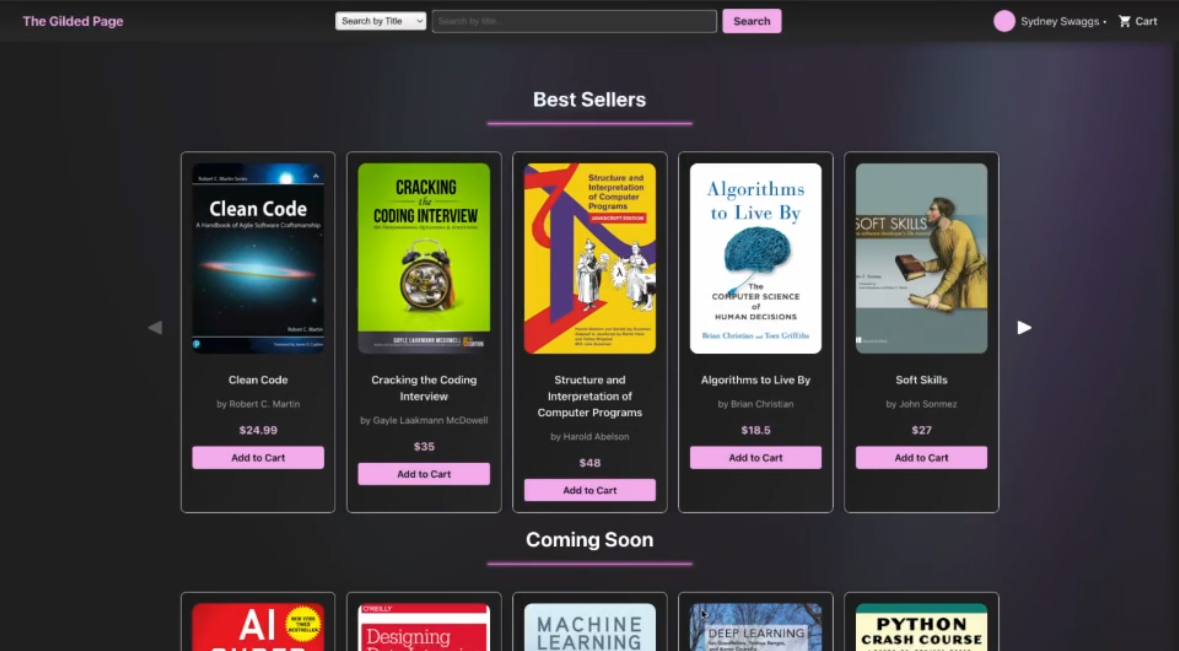 The Gilded Page
Search by Title
Search by title...
Search
Sydney Swaggs
Cart
Best Sellers
Robert C. Martin Series
Clean Code
A Handbook of Agile Software Craftsmanship
Robert C. Martin
CRACKING
the
CODING INTERVIEW
GAYLE LAAKMANN MCDOWELL
Structure and
Interpretation
of Computer
Programs
JAVASCRIPT EDITION
λ
Algorithms
to Live By
The
COMPUTER SCIENCE
of
HUMAN DECISIONS
Brian Christian and Tom Griffiths
SOFT SKILLS
Clean Code
by Robert C. Martin
$24.99
Add to Cart
Cracking the Coding
Interview
by Gayle Laakmann McDowell
$35
Add to Cart
Structure and
Interpretation of
Computer Programs
by Harold Abelson
$48
Add to Cart
Algorithms to Live By
by Brian Christian
$18.5
Add to Cart
Soft Skills
by John Sonmez
$27
Add to Cart
Coming Soon
AI
NEW YORK
TIMES
BESTSELLER
O'REILLY
Designing
MACHINE
LEARNING
DEEP LEARNING
PYTHON
CRASH COURSE